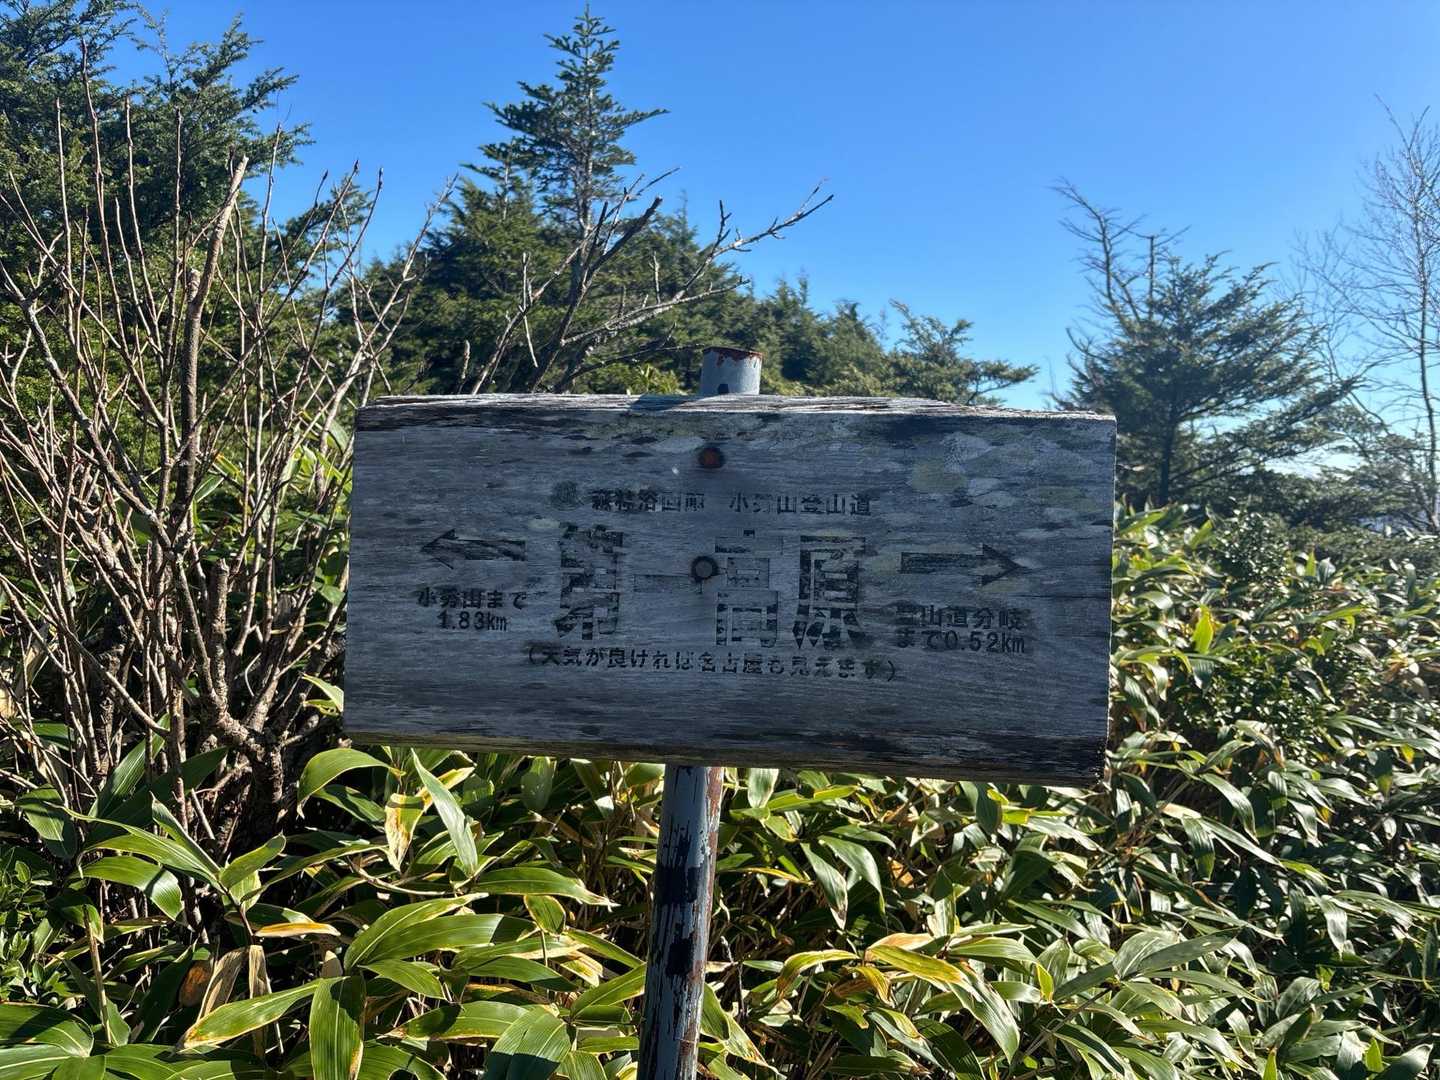 森林浴回廊 小秀山登山道
第一高原
小秀山まで
1.83km
登山道分岐
まで0.52km
(天気が良ければ名古屋も見えます)